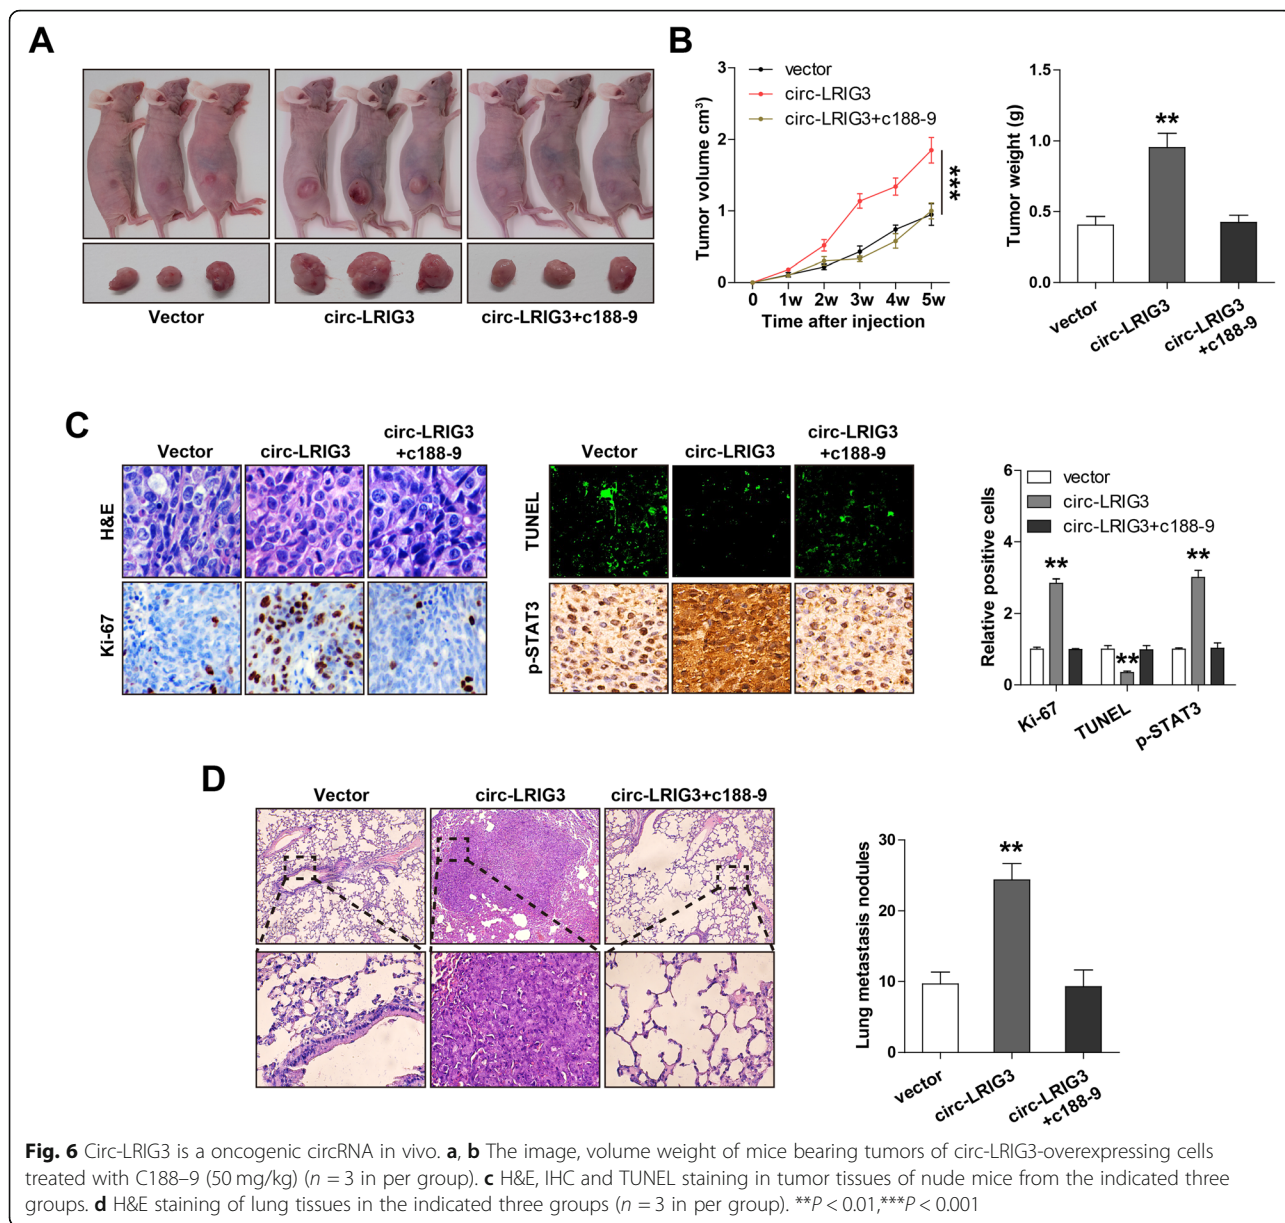 A
Vector
circ-LRIG3
circ-LRIG3+c188-9
B
3
2
1
0
Tumor volume cm³
vector
circ-LRIG3
circ-LRIG3+c188-9
***
0
1w
2w
3w
4w
5w
Time after injection
1.5
1.0
0.5
0.0
Tumor weight (g)
**
vector
circ-LRIG3
circ-LRIG3
+c188-9
C
Vector
circ-LRIG3
circ-LRIG3
+c188-9
H&E
Ki-67
Vector
circ-LRIG3
circ-LRIG3
+c188-9
TUNEL
p-STAT3
6
4
2
0
Relative positive cells
vector
circ-LRIG3
circ-LRIG3+c188-9
**
**
**
Ki-67
TUNEL
p-STAT3
D
Vector
circ-LRIG3
circ-LRIG3+c188-9
30
20
10
0
Lung metastasis nodules
**
vector
circ-LRIG3
circ-LRIG3
+c188-9
Fig. 6 Circ-LRIG3 is a oncogenic circRNA in vivo. a, b The image, volume weight of mice bearing tumors of circ-LRIG3-overexpressing cells
treated with C188–9 (50 mg/kg) (n = 3 in per group). c H&E, IHC and TUNEL staining in tumor tissues of nude mice from the indicated three
groups. d H&E staining of lung tissues in the indicated three groups (n = 3 in per group). **P < 0.01,***P < 0.001